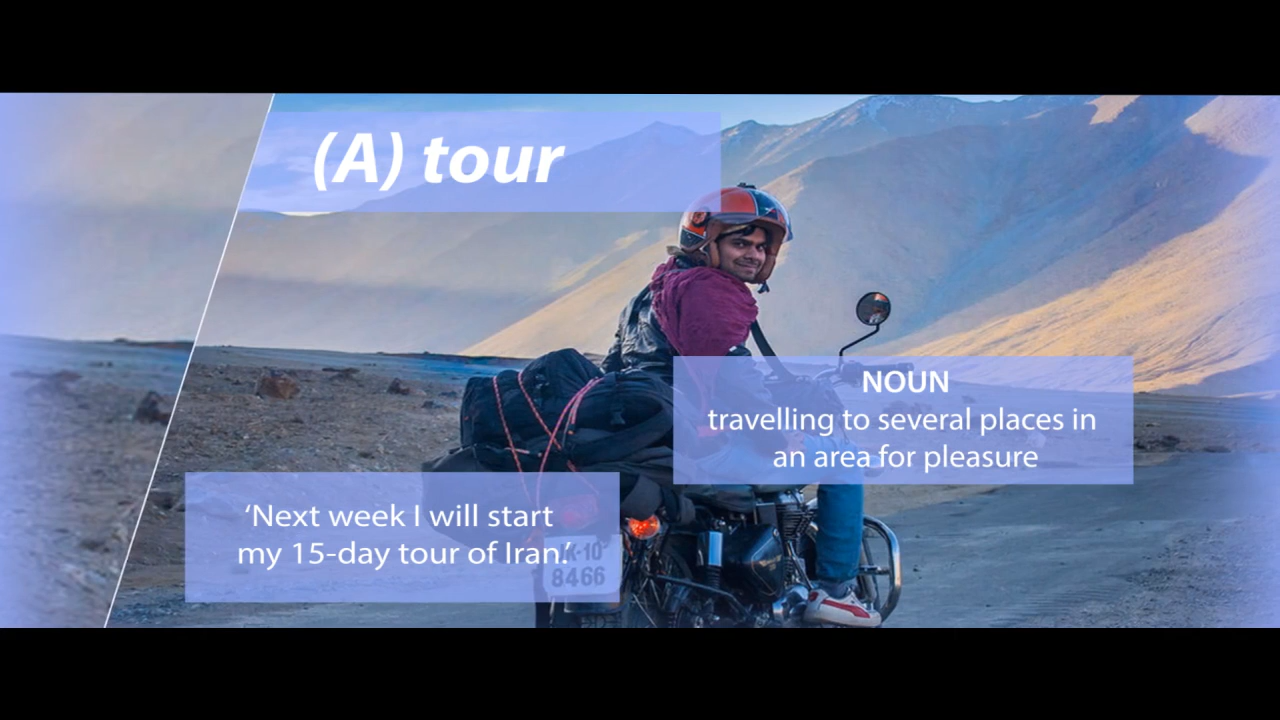 (A) tour
NOUN
travelling to several places in
an area for pleasure
‘Next week I will start
my 15-day tour of Iran.’
8466